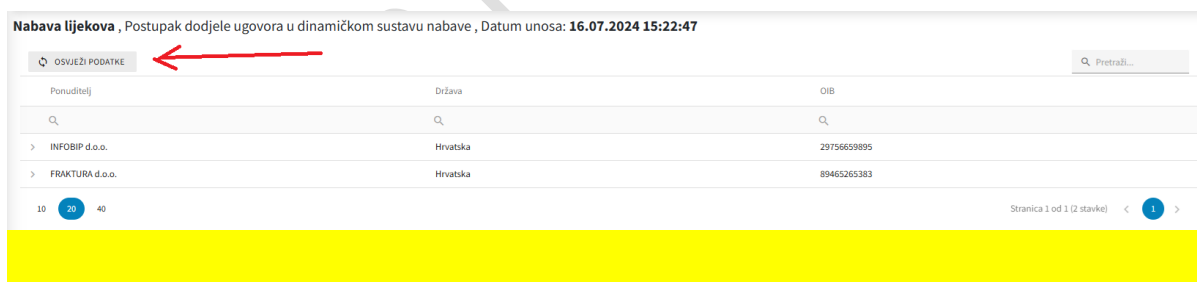 Nabava lijekova , Postupak dodjele ugovora u dinamičkom sustavu nabave , Datum unosa: 16.07.2024 15:22:47
OSVJEŽI PODATKE
Pretraži...
Ponuditelj Država OIB
INFOBIP d.o.o. Hrvatska 29756659895
FRAKTURA d.o.o. Hrvatska 89465265383
10 20 40 Stranica 1 od 1 (2 stavke) < 1 >